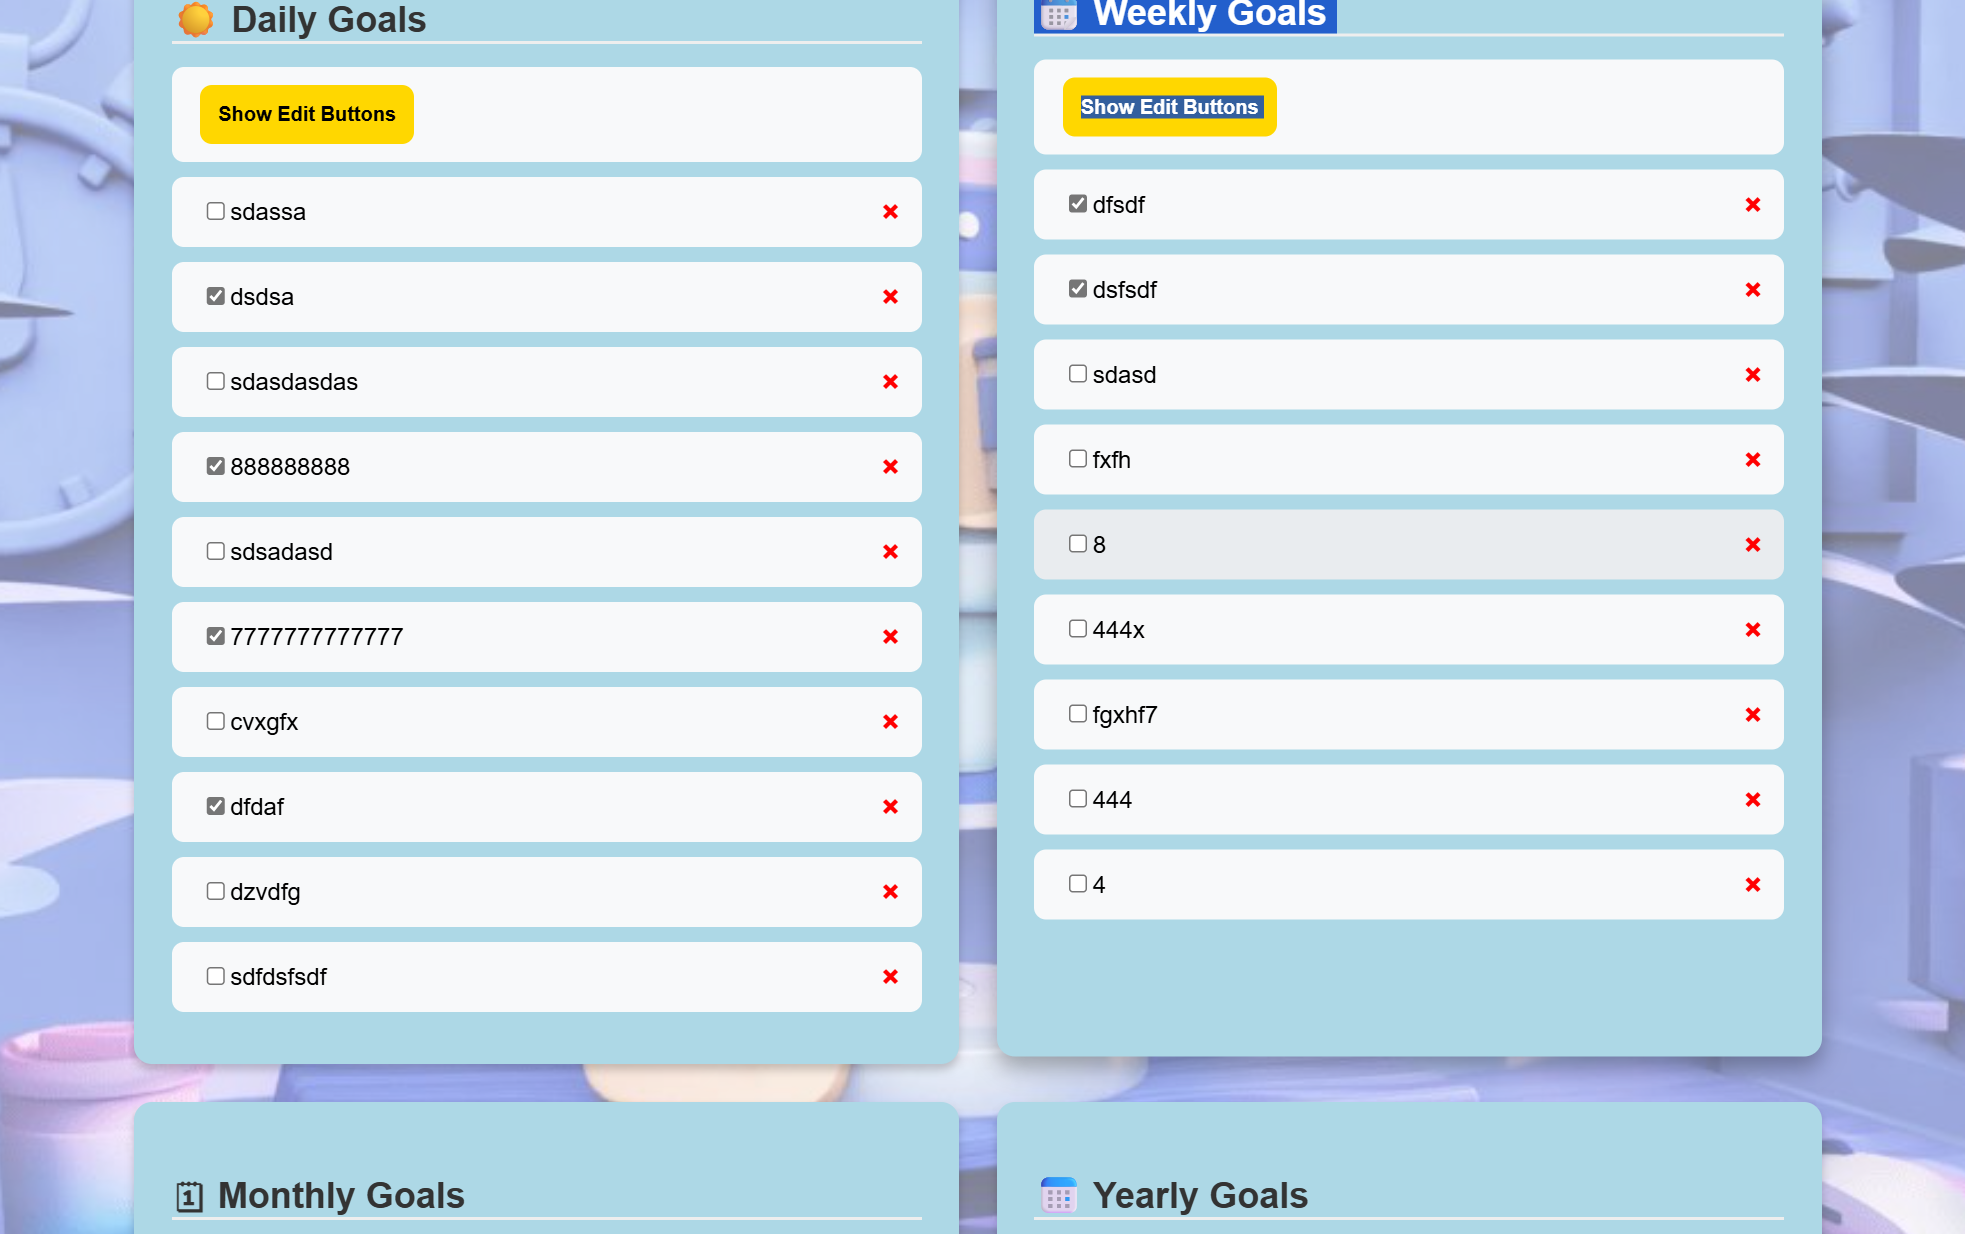 Daily Goals
Show Edit Buttons
sdassa
dsdsa
sdasdasdas
888888888
sdsadasd
7777777777777
cvxgfx
dfdaf
dzvdfg
sdfdsfsdf
Weekly Goals
Show Edit Buttons
dfsdf
dsfsdf
sdasd
fxfh
8
444x
fgxhf7
444
4
1 Monthly Goals
Yearly Goals